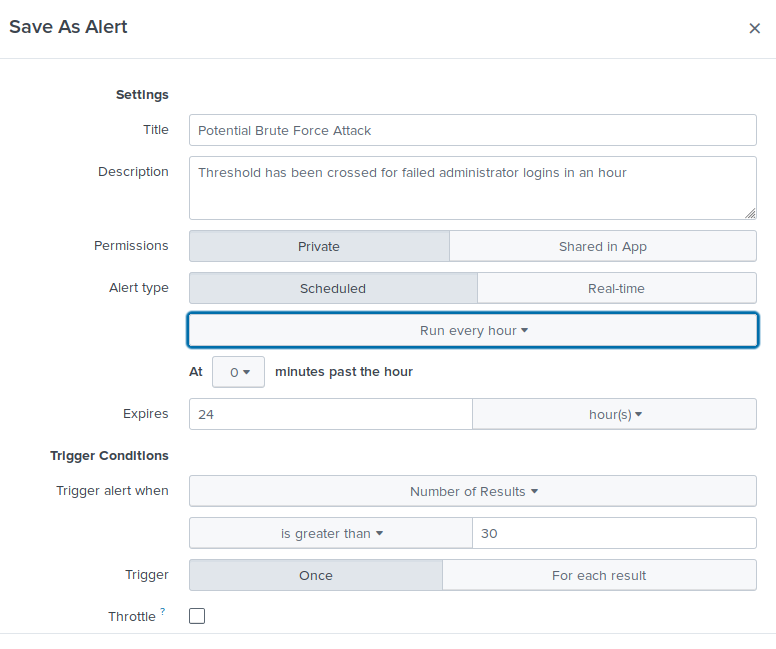 Save As Alert ×
Settings
Title Potential Brute Force Attack
Description Threshold has been crossed for failed administrator logins in an hour
Permissions Private Shared in App
Alert type Scheduled Real-time
Run every hour ▾
At 0 ▾ minutes past the hour
Expires 24 hour(s) ▾
Trigger Conditions
Trigger alert when Number of Results ▾
is greater than ▾ 30
Trigger Once For each result
Throttle ?